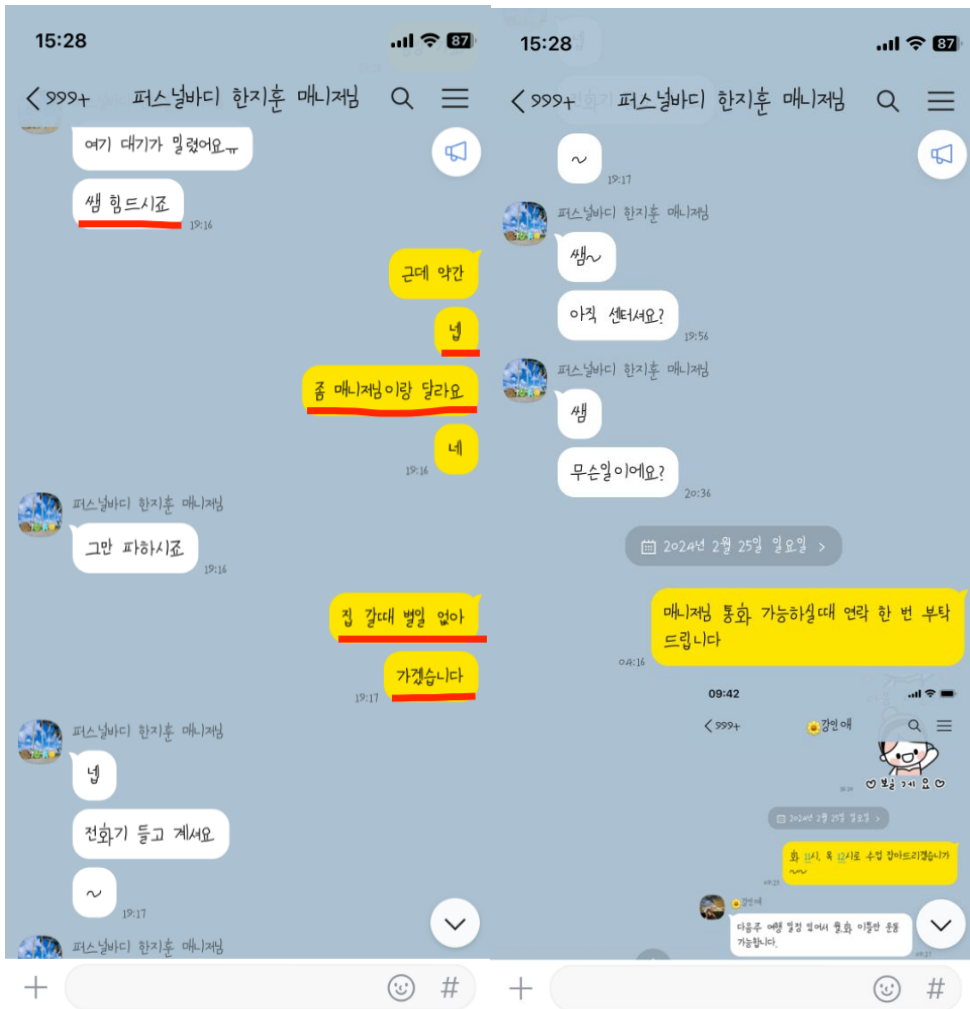 15:28
87
999+ 퍼스널바디 한지훈 매니저님
여기 대기가 밀렸어요ㅠ
쌤 힘드시죠
19:16
근데 약간
넵
좀 매니저님이랑 달라요
네
19:16
퍼스널바디 한지훈 매니저님
그만 파하시죠
19:16
집 갈때 별일 없아
가겠습니다
19:17
퍼스널바디 한지훈 매니저님
넵
전화기 들고 계셔요
~
19:17
퍼스널바디 한지훈 매니저님
#
15:28
87
999+ 퍼스널바디 한지훈 매니저님
~
19:17
퍼스널바디 한지훈 매니저님
쌤~
아직 센터셔요?
19:56
퍼스널바디 한지훈 매니저님
쌤
무슨일이에요?
20:36
2024년 2월 25일 일요일 >
매니저님 통화 가능하실때 연락 한 번 부탁
드립니다
04:16
09:42
999+ 강인애
2024년 2월 25일 일요일 >
화 11시, 목 12시로 수업 잡아드리겠습니가
~~
강인애
다음주 여행 일정 있어서 월,화 이틀만 운동
가능합니다.
#